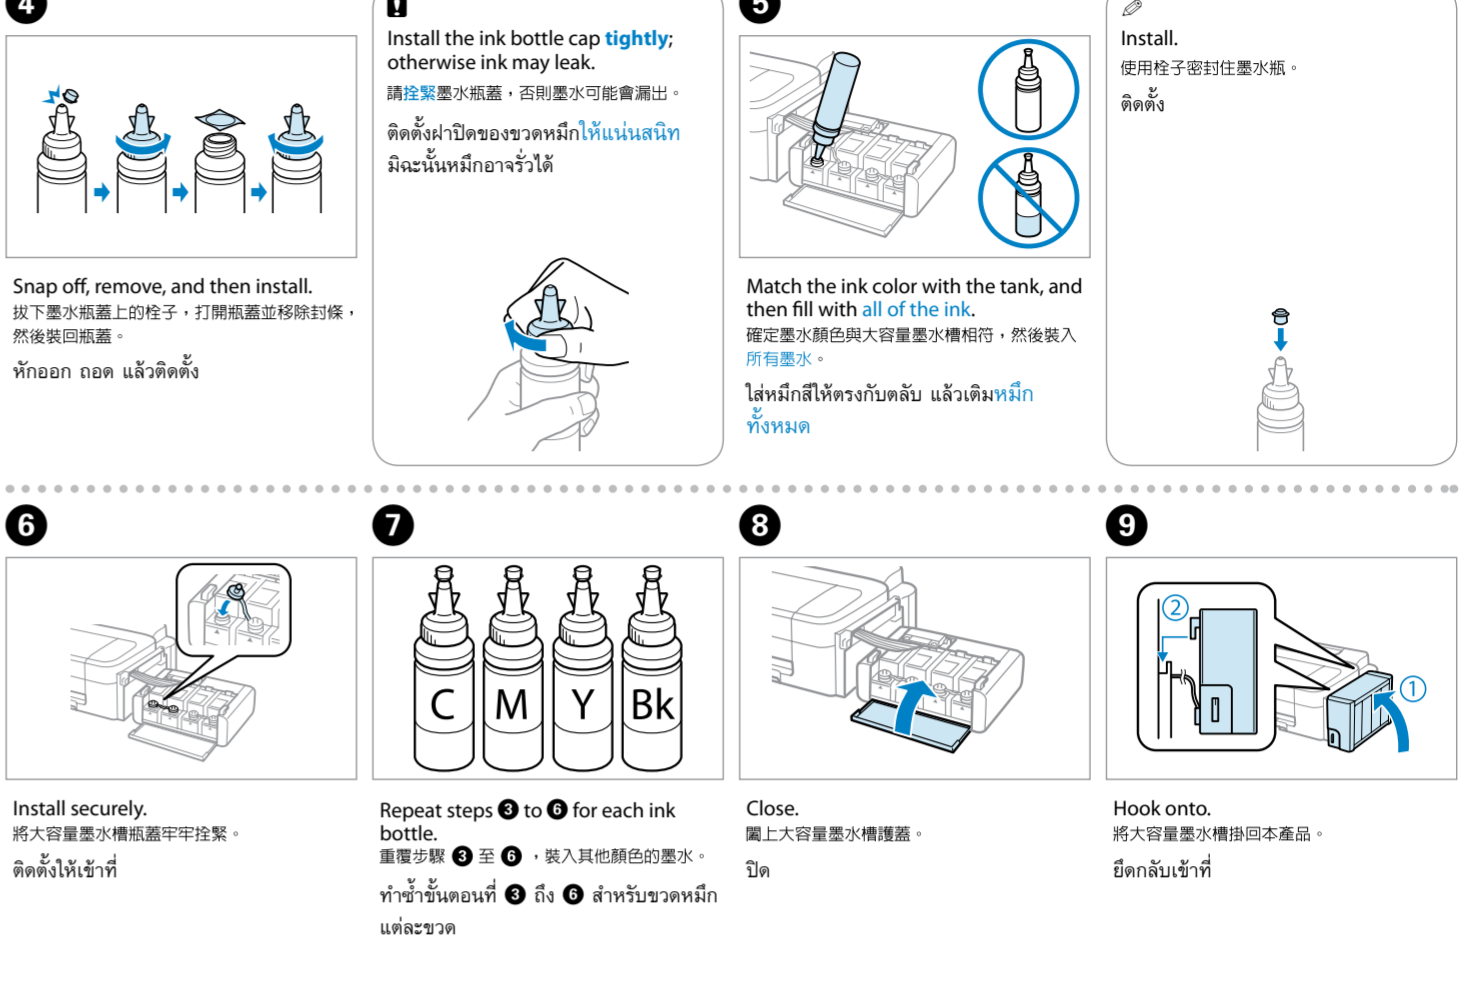 4
Install the ink bottle cap tightly;
otherwise ink may leak.
請拴緊墨水瓶蓋，否則墨水可能會漏出。
ติดตั้งฝาปิดของขวดหมึกให้แน่นสนิท
มิฉะนั้นหมึกอาจรั่วได้
5
Install.
使用栓子密封住墨水瓶。
ติดตั้ง
Snap off, remove, and then install.
拔下墨水瓶蓋上的栓子，打開瓶蓋並移除封條，
然後裝回瓶蓋。
หักออก ถอด แล้วติดตั้ง
Match the ink color with the tank, and
then fill with all of the ink.
確定墨水顏色與大容量墨水槽相符，然後裝入
所有墨水。
ใส่หมึกสีให้ตรงกับตลับ แล้วเติมหมึก
ทั้งหมด
6
Install securely.
將大容量墨水槽瓶蓋牢牢拴緊。
ติดตั้งให้เข้าที่
7
C M Y Bk
Repeat steps 3 to 6 for each ink
bottle.
重覆步驟 3 至 6 ，裝入其他顏色的墨水。
ทำซ้ำขั้นตอนที่ 3 ถึง 6 สำหรับขวดหมึก
แต่ละขวด
8
Close.
闔上大容量墨水槽護蓋。
ปิด
9
2
1
Hook onto.
將大容量墨水槽掛回本產品。
ยึดกลับเข้าที่